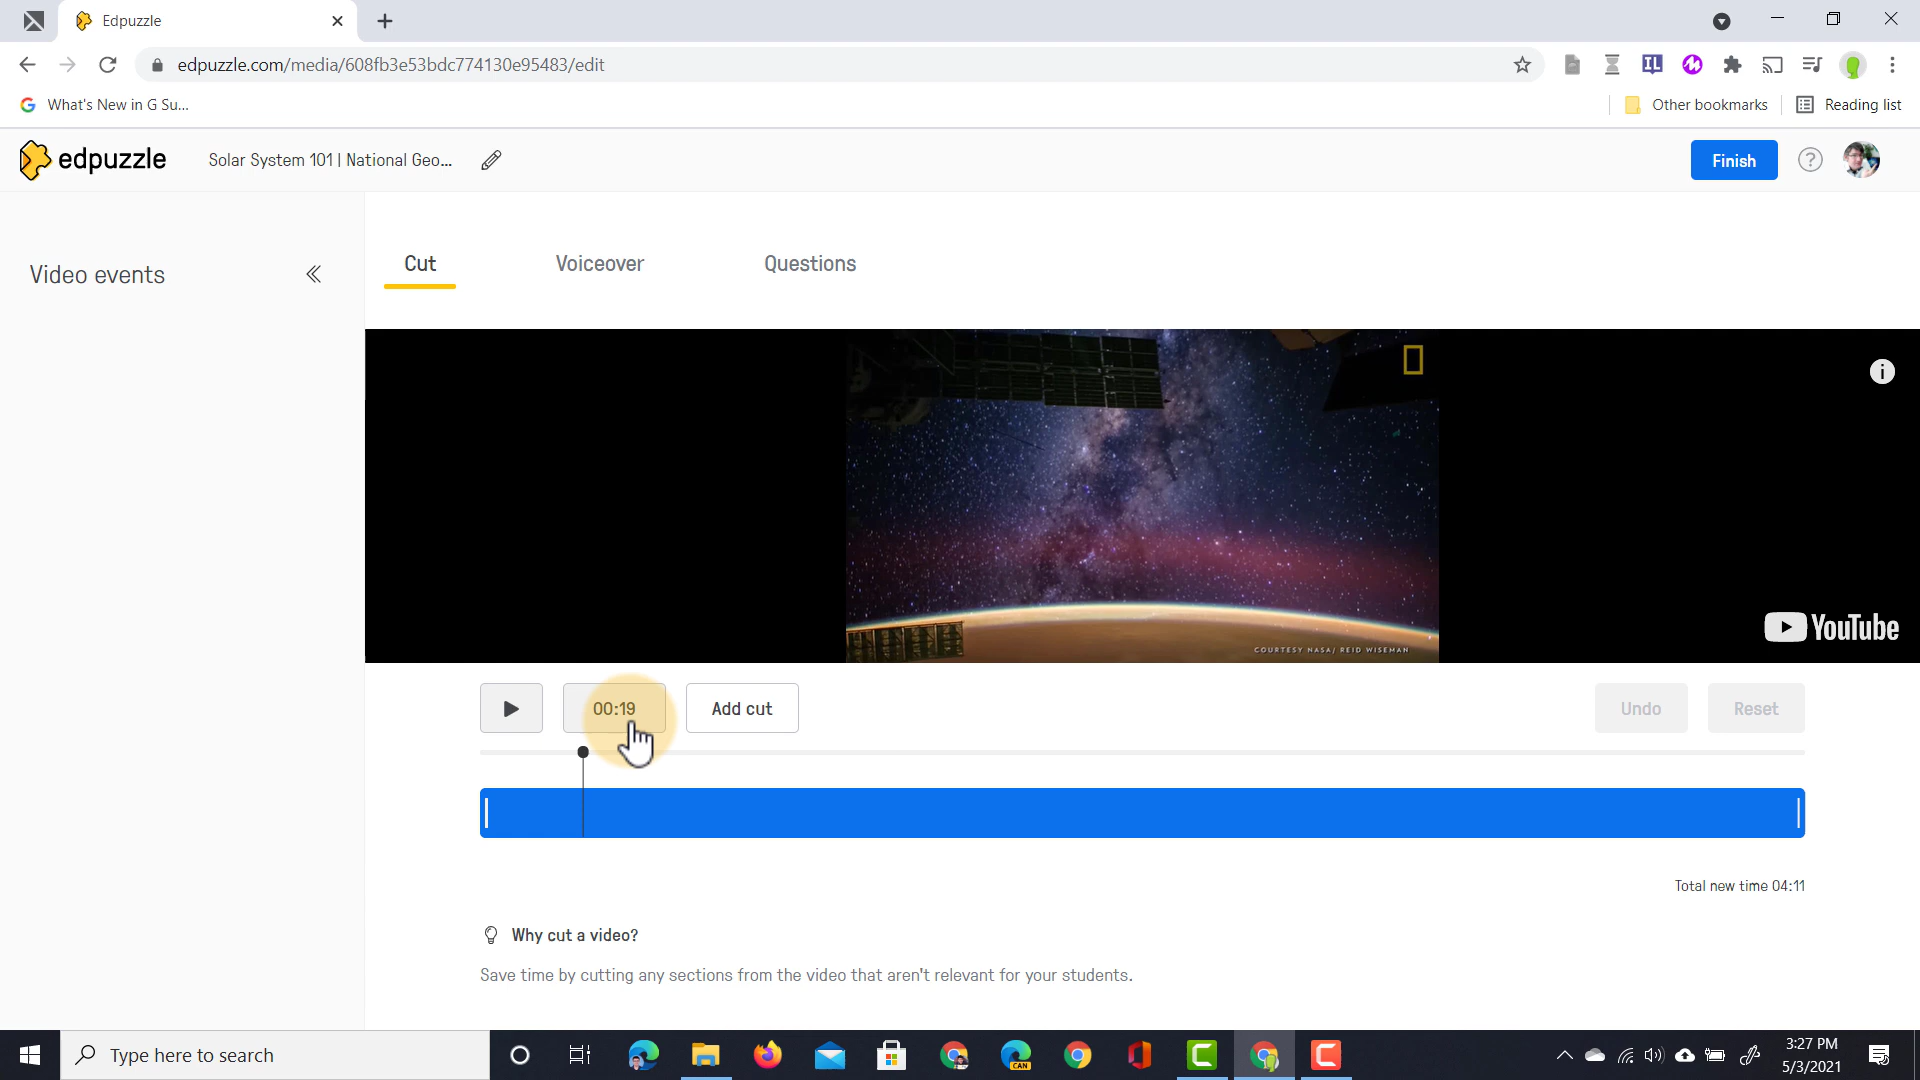 Edpuzzle
edpuzzle.com/media/608fb3e53bdc774130e95483/edit
IL
What's New in G Su...
Other bookmarks
Reading list
edpuzzle
Solar System 101 | National Geo...
Finish
?
Video events
Cut
Voiceover
Questions
i
COURTESY NASA/ REID WISEMAN
YouTube
00:19
Add cut
Undo
Reset
Total new time 04:11
Why cut a video?
Save time by cutting any sections from the video that aren't relevant for your students.
Type here to search
CAN
3:27 PM
5/3/2021